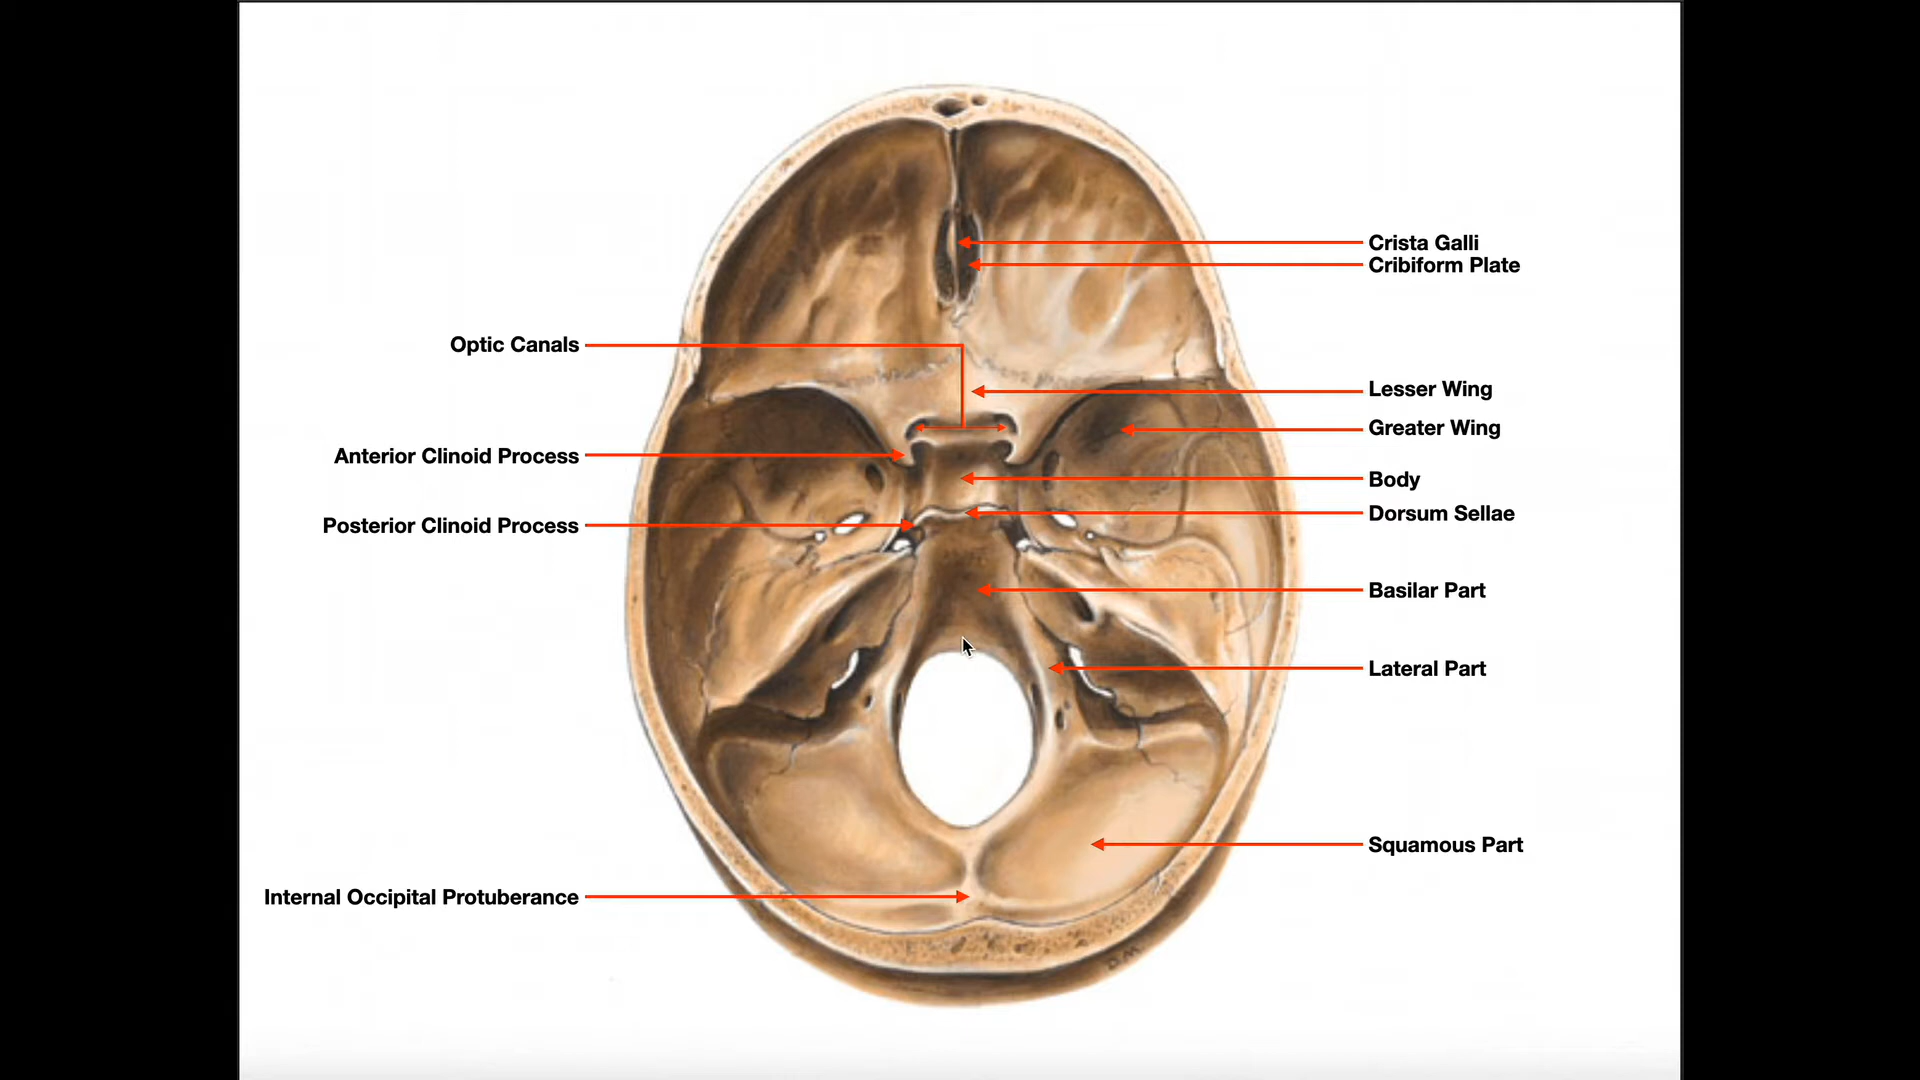 Crista Galli
Cribiform Plate
Optic Canals
Lesser Wing
Greater Wing
Anterior Clinoid Process
Body
Dorsum Sellae
Posterior Clinoid Process
Basilar Part
Lateral Part
Squamous Part
Internal Occipital Protuberance
D.M